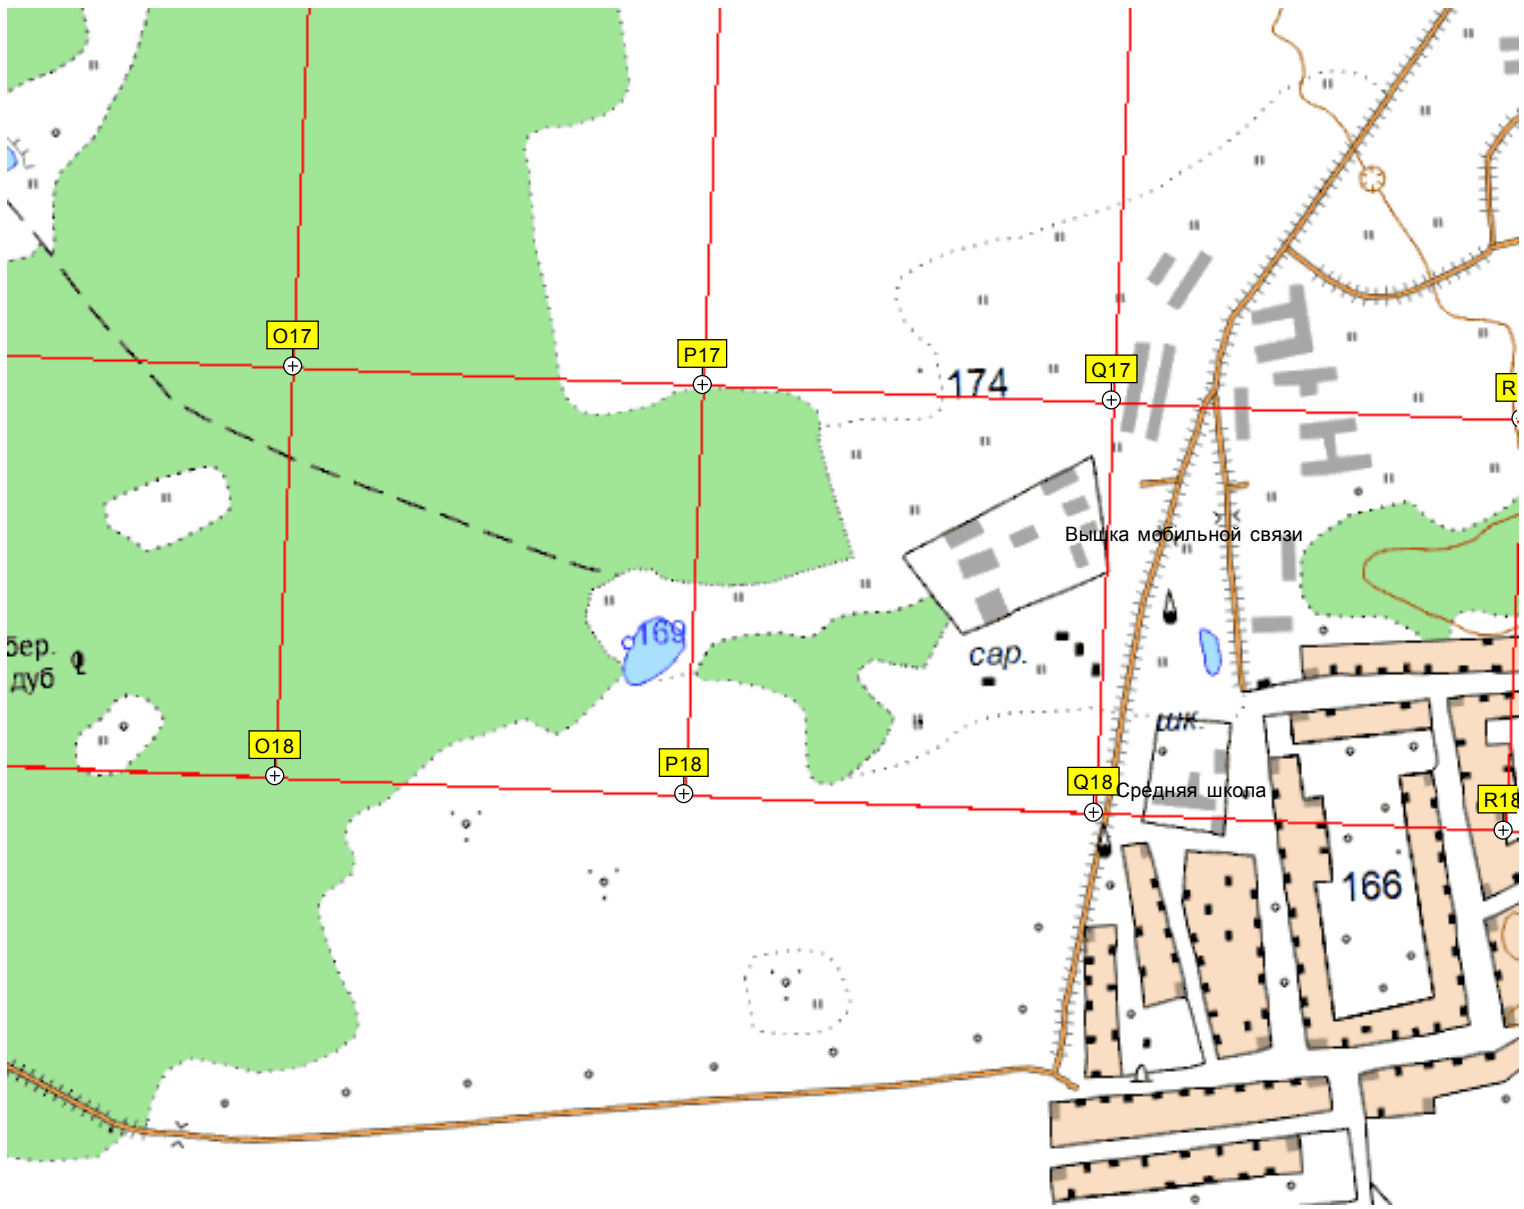 O17
P17
Q17
R
174
Вышка мобильной связи
169
бер.
дуб
сар.
шк.
O18
P18
Q18
Средняя школа
R18
166